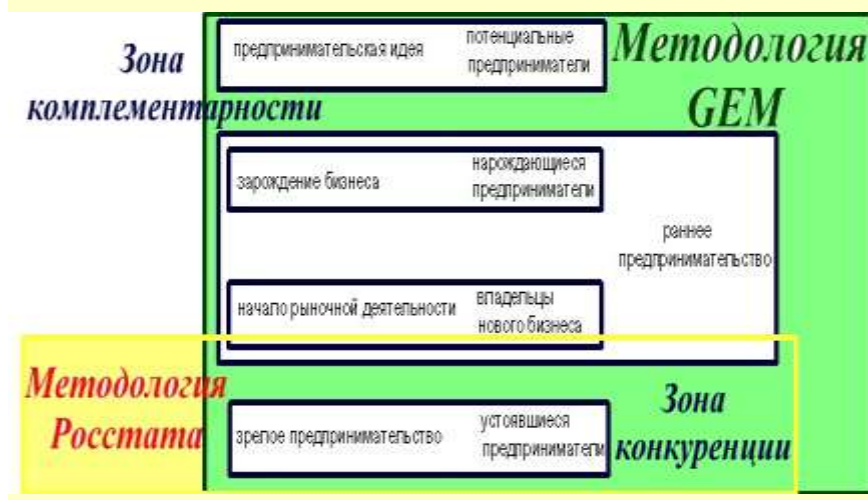 Зона
комплементарности
предпринимательская идея
потенциальные
предприниматели
Методология
GEM
зарождение бизнеса
нарождающиеся
предприниматели
раннее
предпринимательство
начало рыночной деятельности
владельцы
нового бизнеса
Методология
Росстата
зрелое предпринимательство
устоявшиеся
предприниматели
Зона
конкуренции